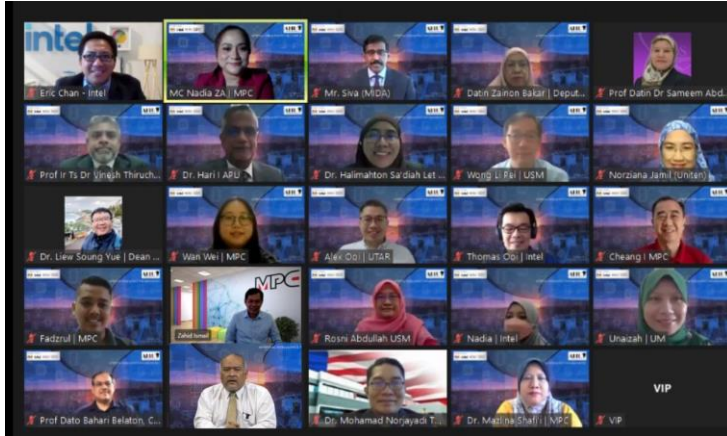 intel
Eric Chan - Intel
MC Nadia ZA | MPC
Mr. Siva (MIDA)
Datin Zainon Bakar | Deput...
Prof Datin Dr Sameem Abd...
Prof Ir Ts Dr Vinesh Thiruch...
Dr. Hari I APU
Dr. Halimahton Sa'diah Let ...
Wong Li Pei | USM
Norziana Jamil (Uniten)
Dr. Liew Soung Yue | Dean ...
Wan Wei | MPC
Alex Ooi | UTAR
Thomas Ooi | Intel
Cheang I MPC
Fadzrul | MPC
MPC
Zahid Ismail
Rosni Abdullah USM
Nadia | Intel
Unaizah | UM
Prof Dato Bahari Belaton, C...
Dr. Mohamad Norjayadi T...
Dr. Mazlina Shafi'i | MPC
VIP
VIP